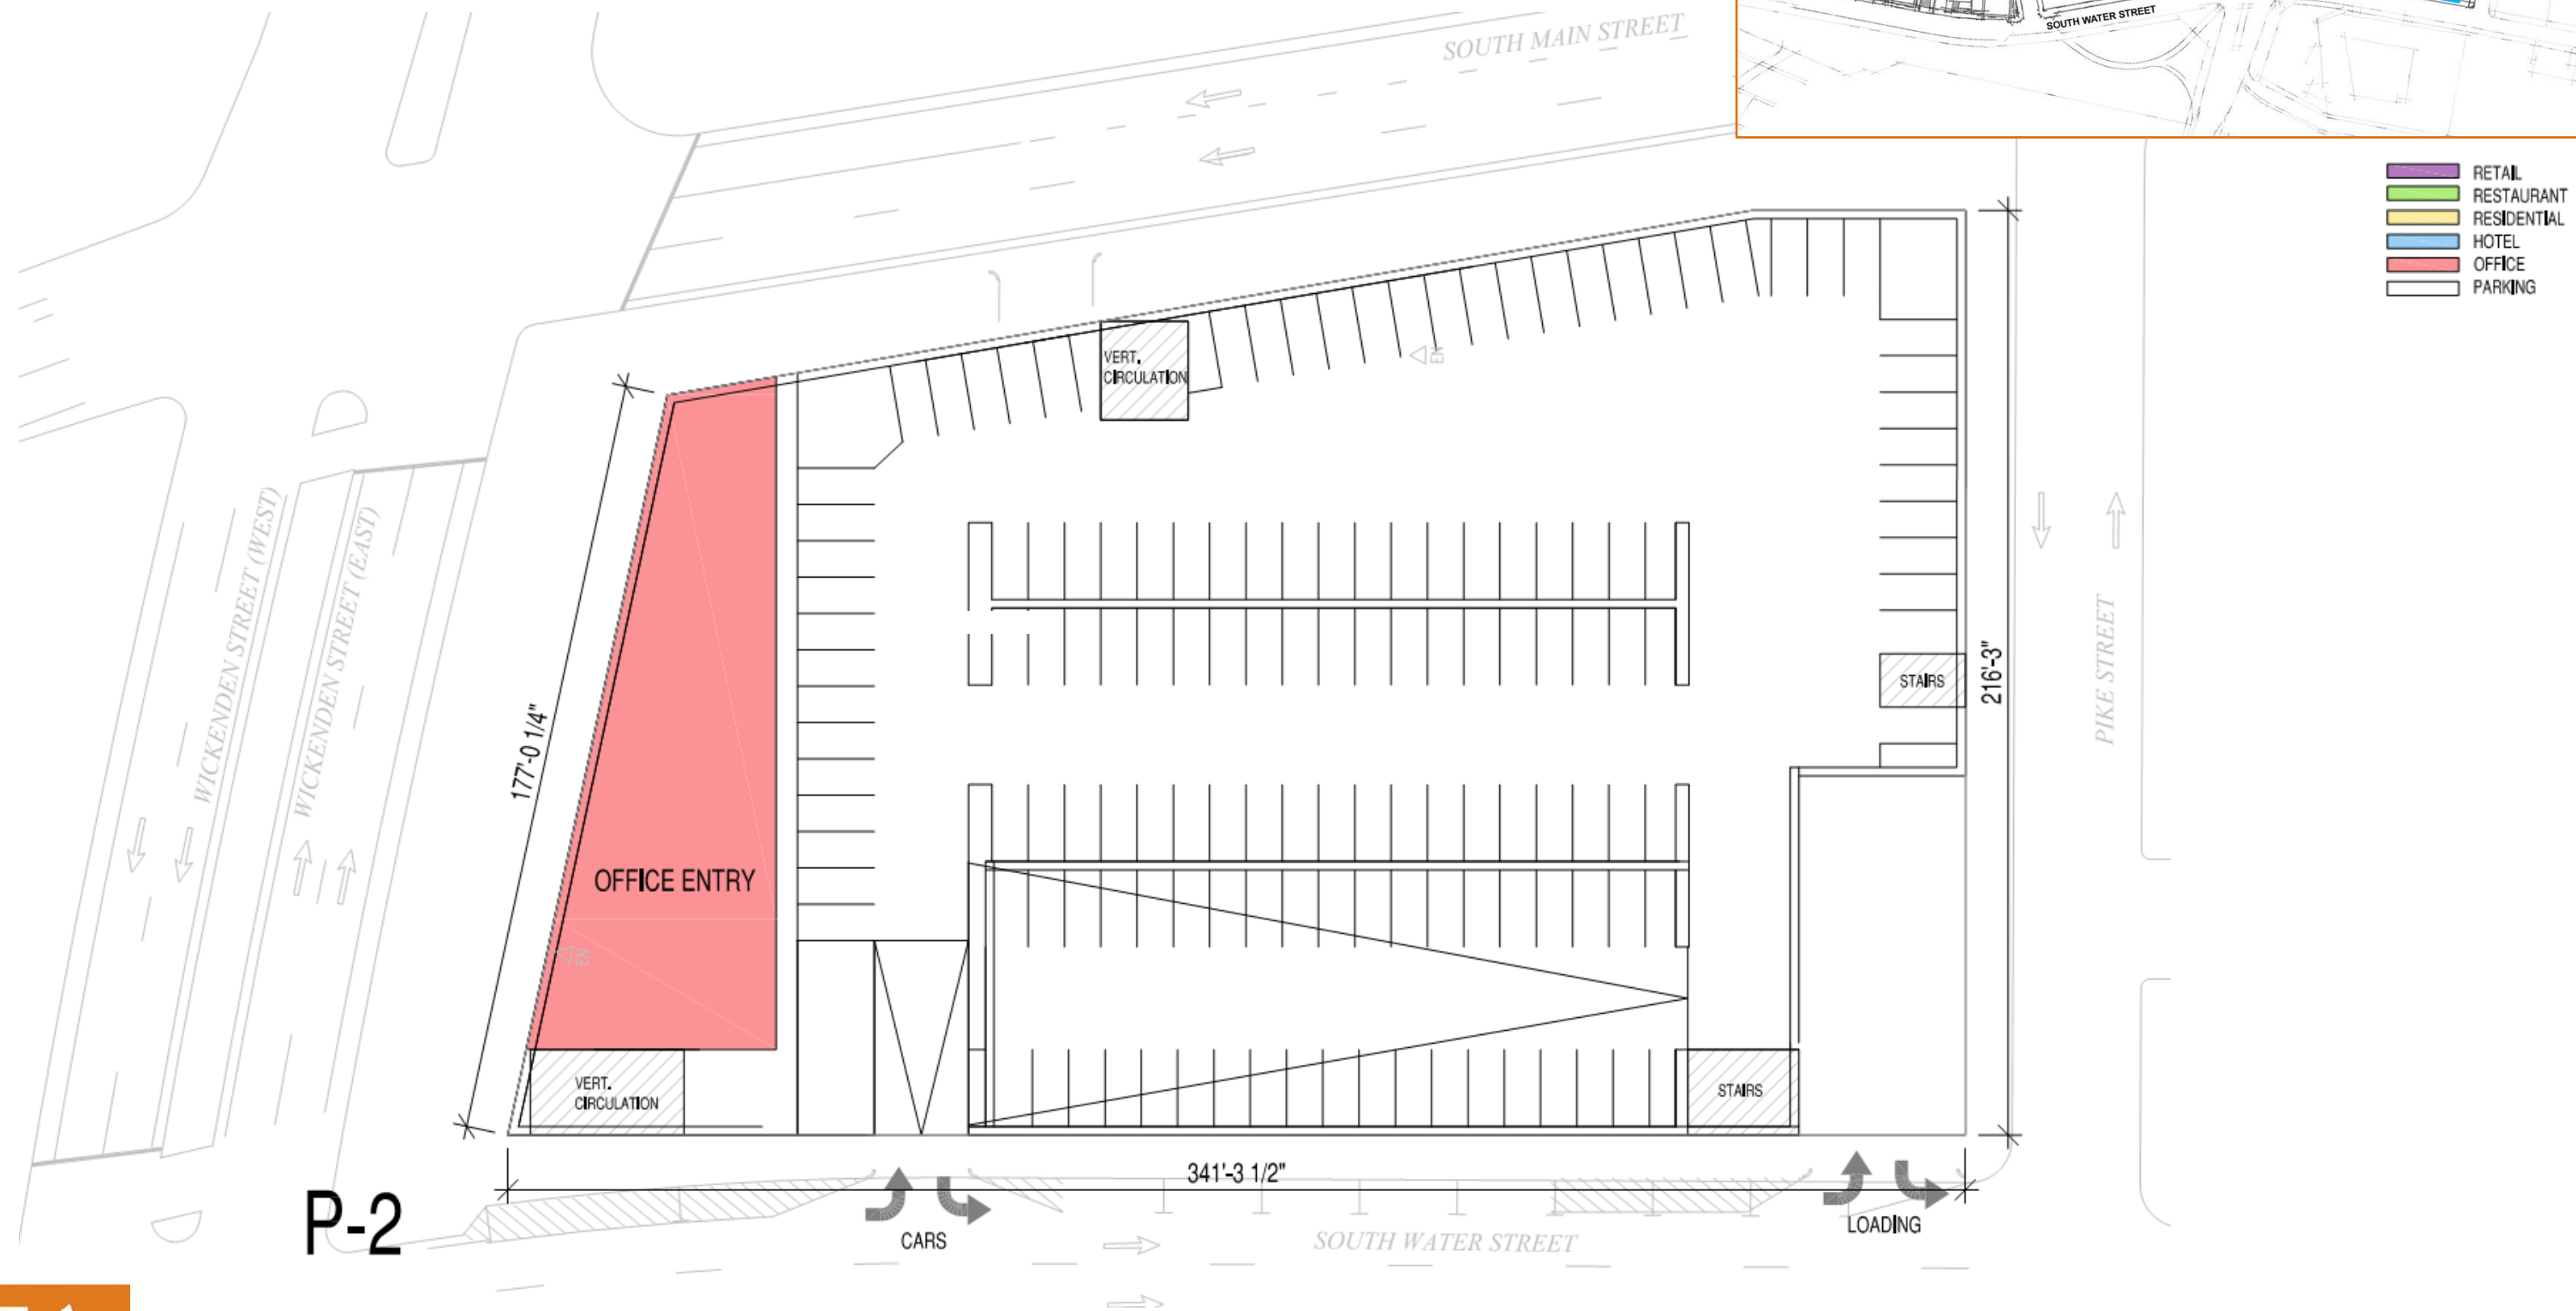 SOUTH WATER STREET
SOUTH MAIN STREET
RETAIL
RESTAURANT
RESIDENTIAL
HOTEL
OFFICE
PARKING
VERT.
CIRCULATION
EN
WICKENDEN STREET (WEST)
WICKENDEN STREET (EAST)
177'-0 1/4"
OFFICE ENTRY
EN
STAIRS
216'-3"
PIKE STREET
VERT.
CIRCULATION
STAIRS
341'-3 1/2"
P-2
CARS
LOADING
SOUTH WATER STREET